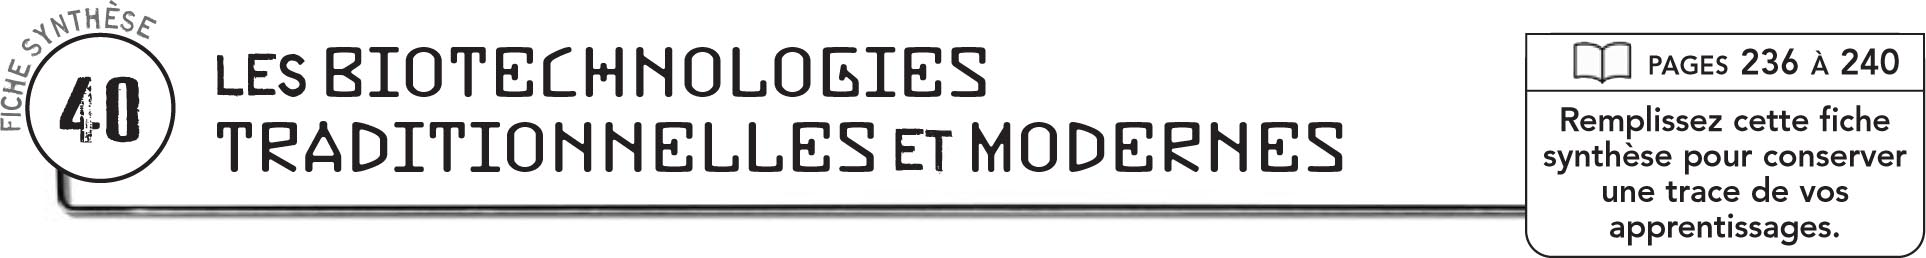 FICHE SYNTHÈSE
40
LES BIOTECHNOLOGIES
TRADITIONNELLES ET MODERNES
PAGES 236 À 240
Remplissez cette fiche
synthèse pour conserver
une trace de vos
apprentissages.